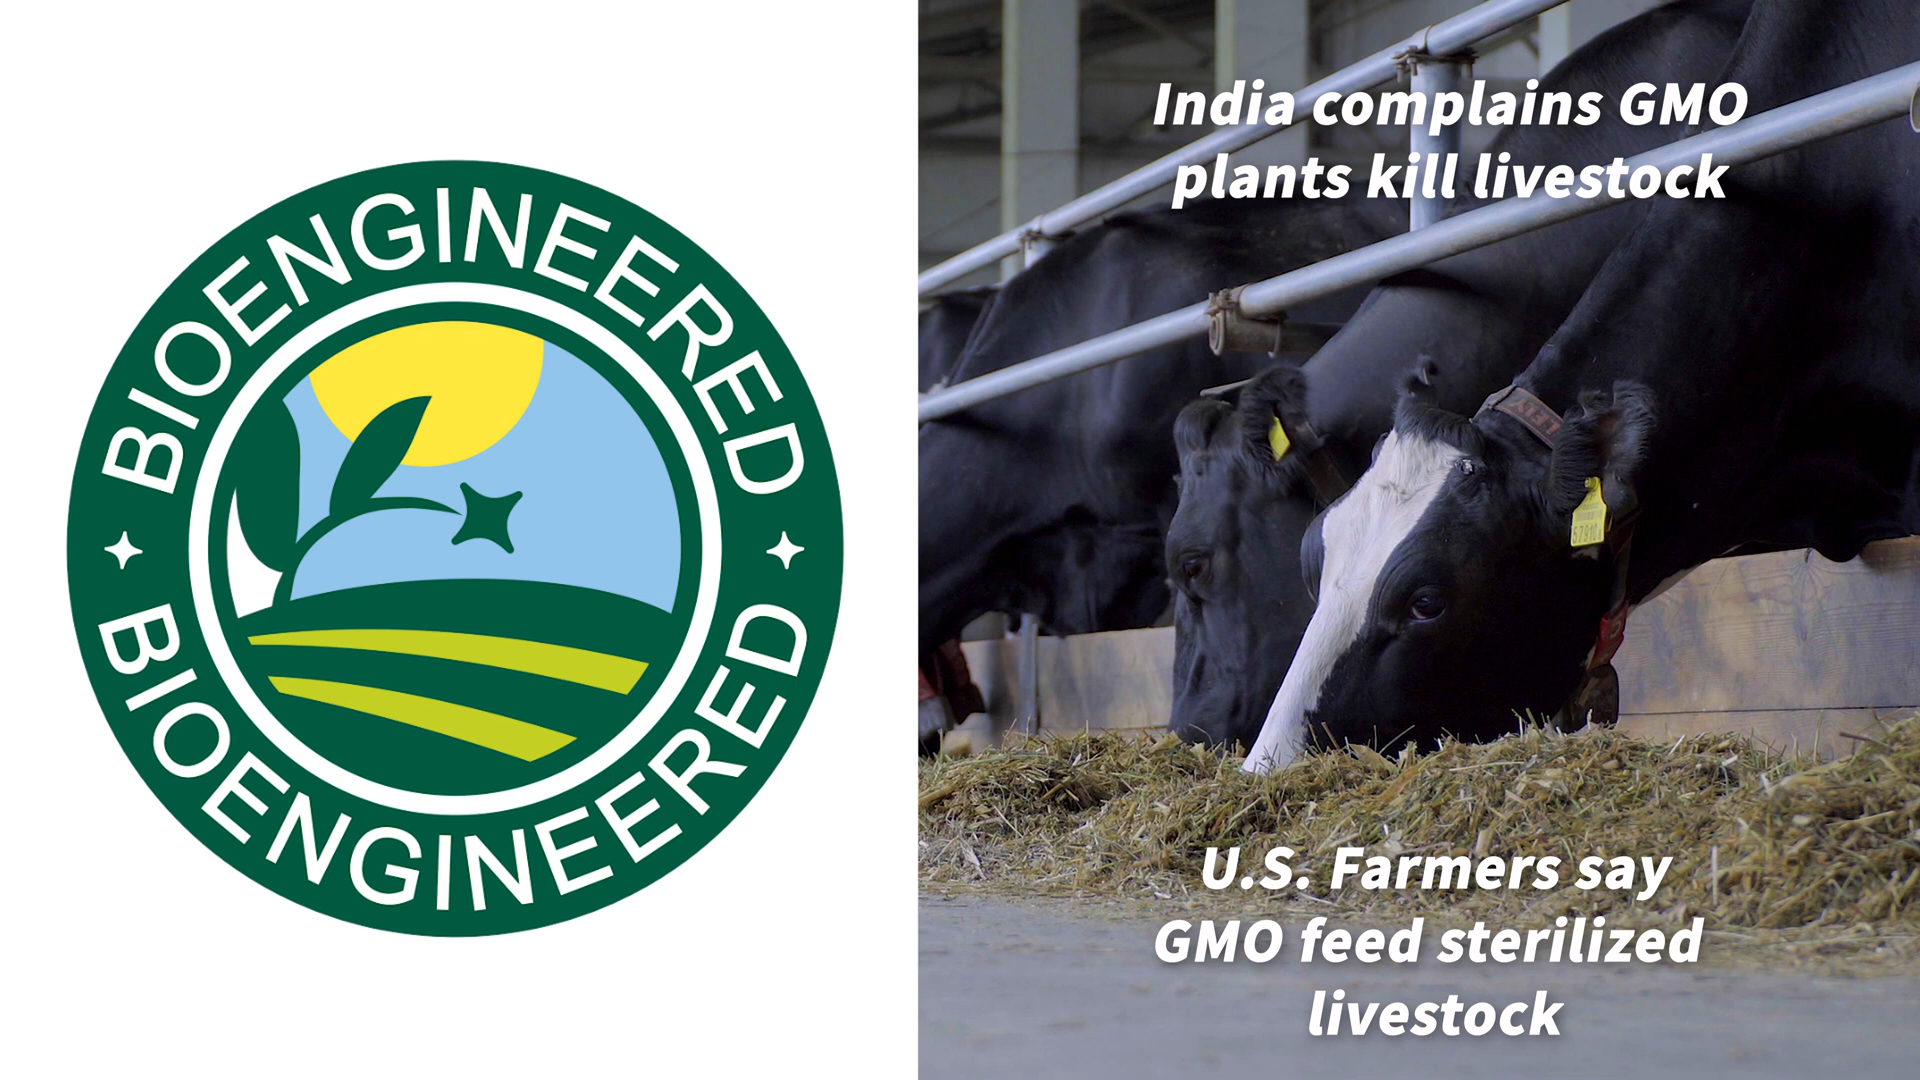 BIOENGINEERED
BIOENGINEERED
India complains GMO
plants kill livestock
U.S. Farmers say
GMO feed sterilized
livestock